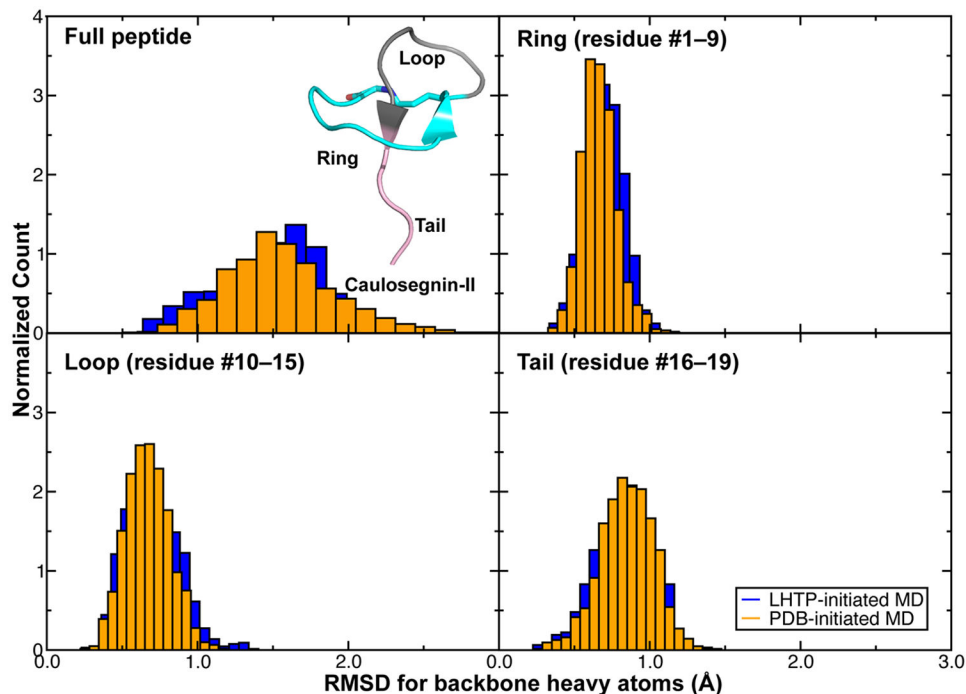 4
3
2
1
0
Full peptide
Loop
Ring
Tail
Caulosegnin-II
Ring (residue #1–9)
Normalized Count
3
2
1
0
Loop (residue #10–15)
Tail (residue #16–19)
LHTP-initiated MD
PDB-initiated MD
0.0 1.0 2.0 0.0 1.0 2.0 3.0
RMSD for backbone heavy atoms (Å)